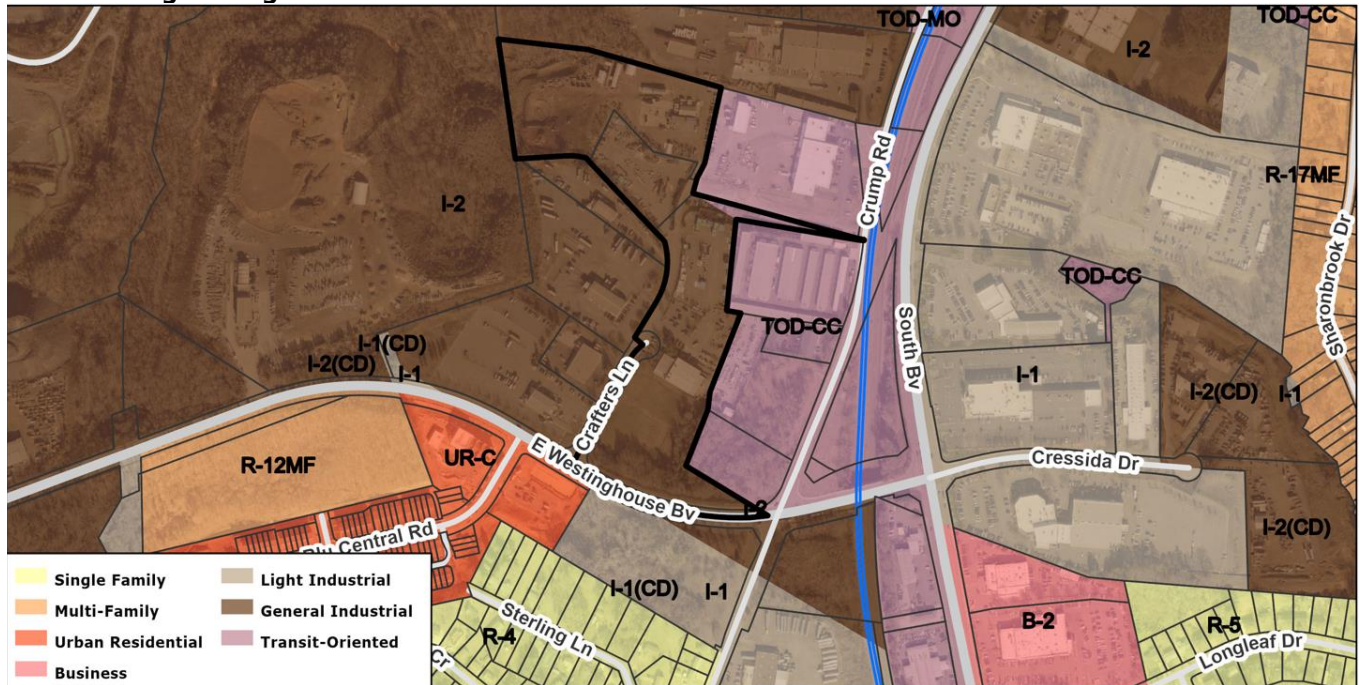 TOD-MO
TOD-CC
I-2
Crump Rd
R-17MF
Sharonbrook Dr
I-2
TOD-CC
South Bv
TOD-CC
I-1(CD)
I-2(CD)
I-1
Crafters Ln
I-1
I-2(CD)
I-1
R-12MF
UR-C
E Westinghouse Bv
Cressida Dr
I-2
I-2(CD)
Blu Central Rd
I-1(CD)
I-1
Sterling Ln
R-4
Cr
B-2
R-5
Longleaf Dr
Single Family
Multi-Family
Urban Residential
Business
Light Industrial
General Industrial
Transit-Oriented